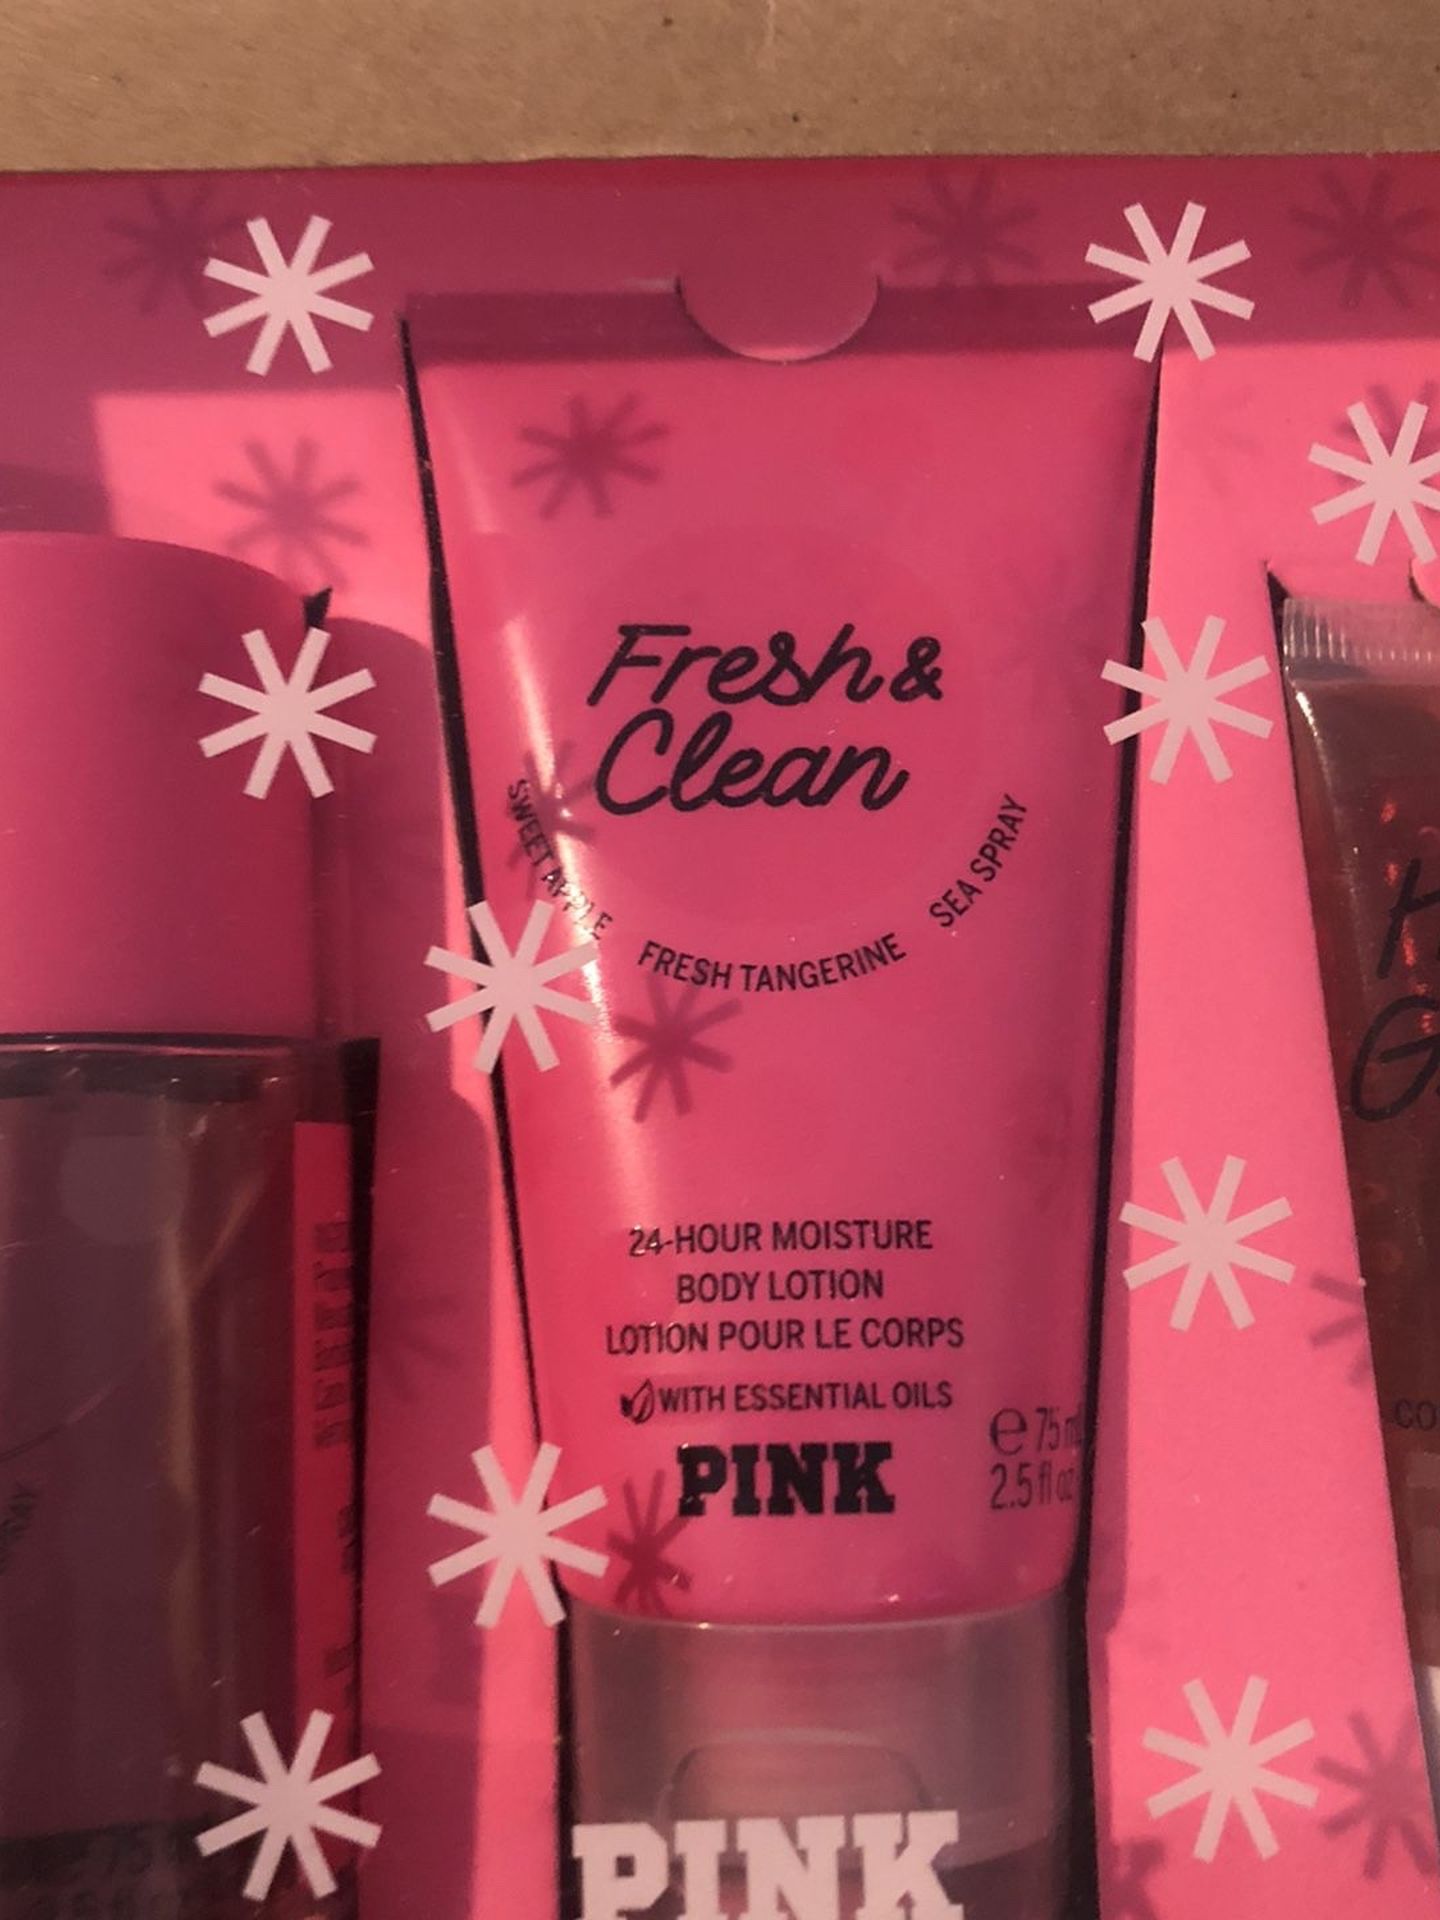 Fresh &
Clean
SWEET APPLE FRESH TANGERINE SEA SPRAY
24-HOUR MOISTURE
BODY LOTION
LOTION POUR LE CORPS
WITH ESSENTIAL OILS
PINK
e 75 ml
2.5 fl oz
PINK